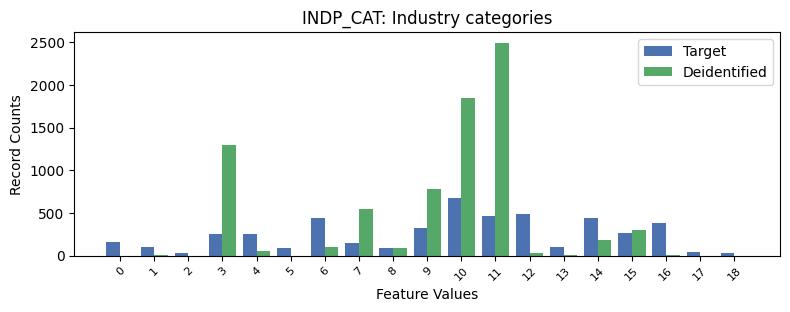 INDP_CAT: Industry categories
Target
Deidentified
Record Counts
2500
2000
1500
1000
500
0
0 1 2 3 4 5 6 7 8 9 10 11 12 13 14 15 16 17 18
Feature Values